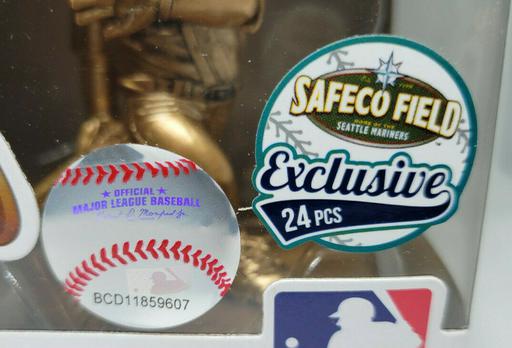 SAFECO FIELD
HOME OF THE
SEATTLE MARINERS
Exclusive
24 PCS
★ OFFICIAL ★
MAJOR LEAGUE BASEBALL
BCD11859607